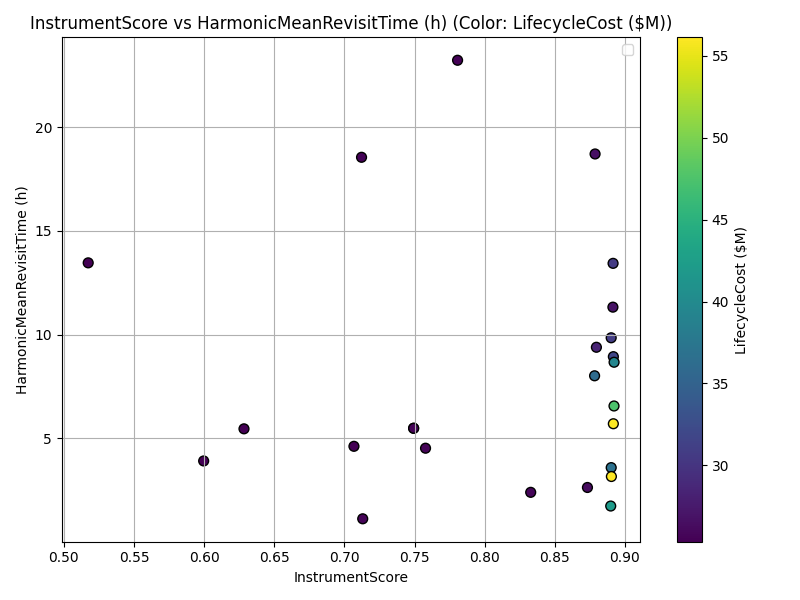 InstrumentScore vs HarmonicMeanRevisitTime (h) (Color: LifecycleCost ($M))
HarmonicMeanRevisitTime (h)
20
15
10
5
0.50 0.55 0.60 0.65 0.70 0.75 0.80 0.85 0.90
InstrumentScore
55
50
45
40
35
30
LifecycleCost ($M)